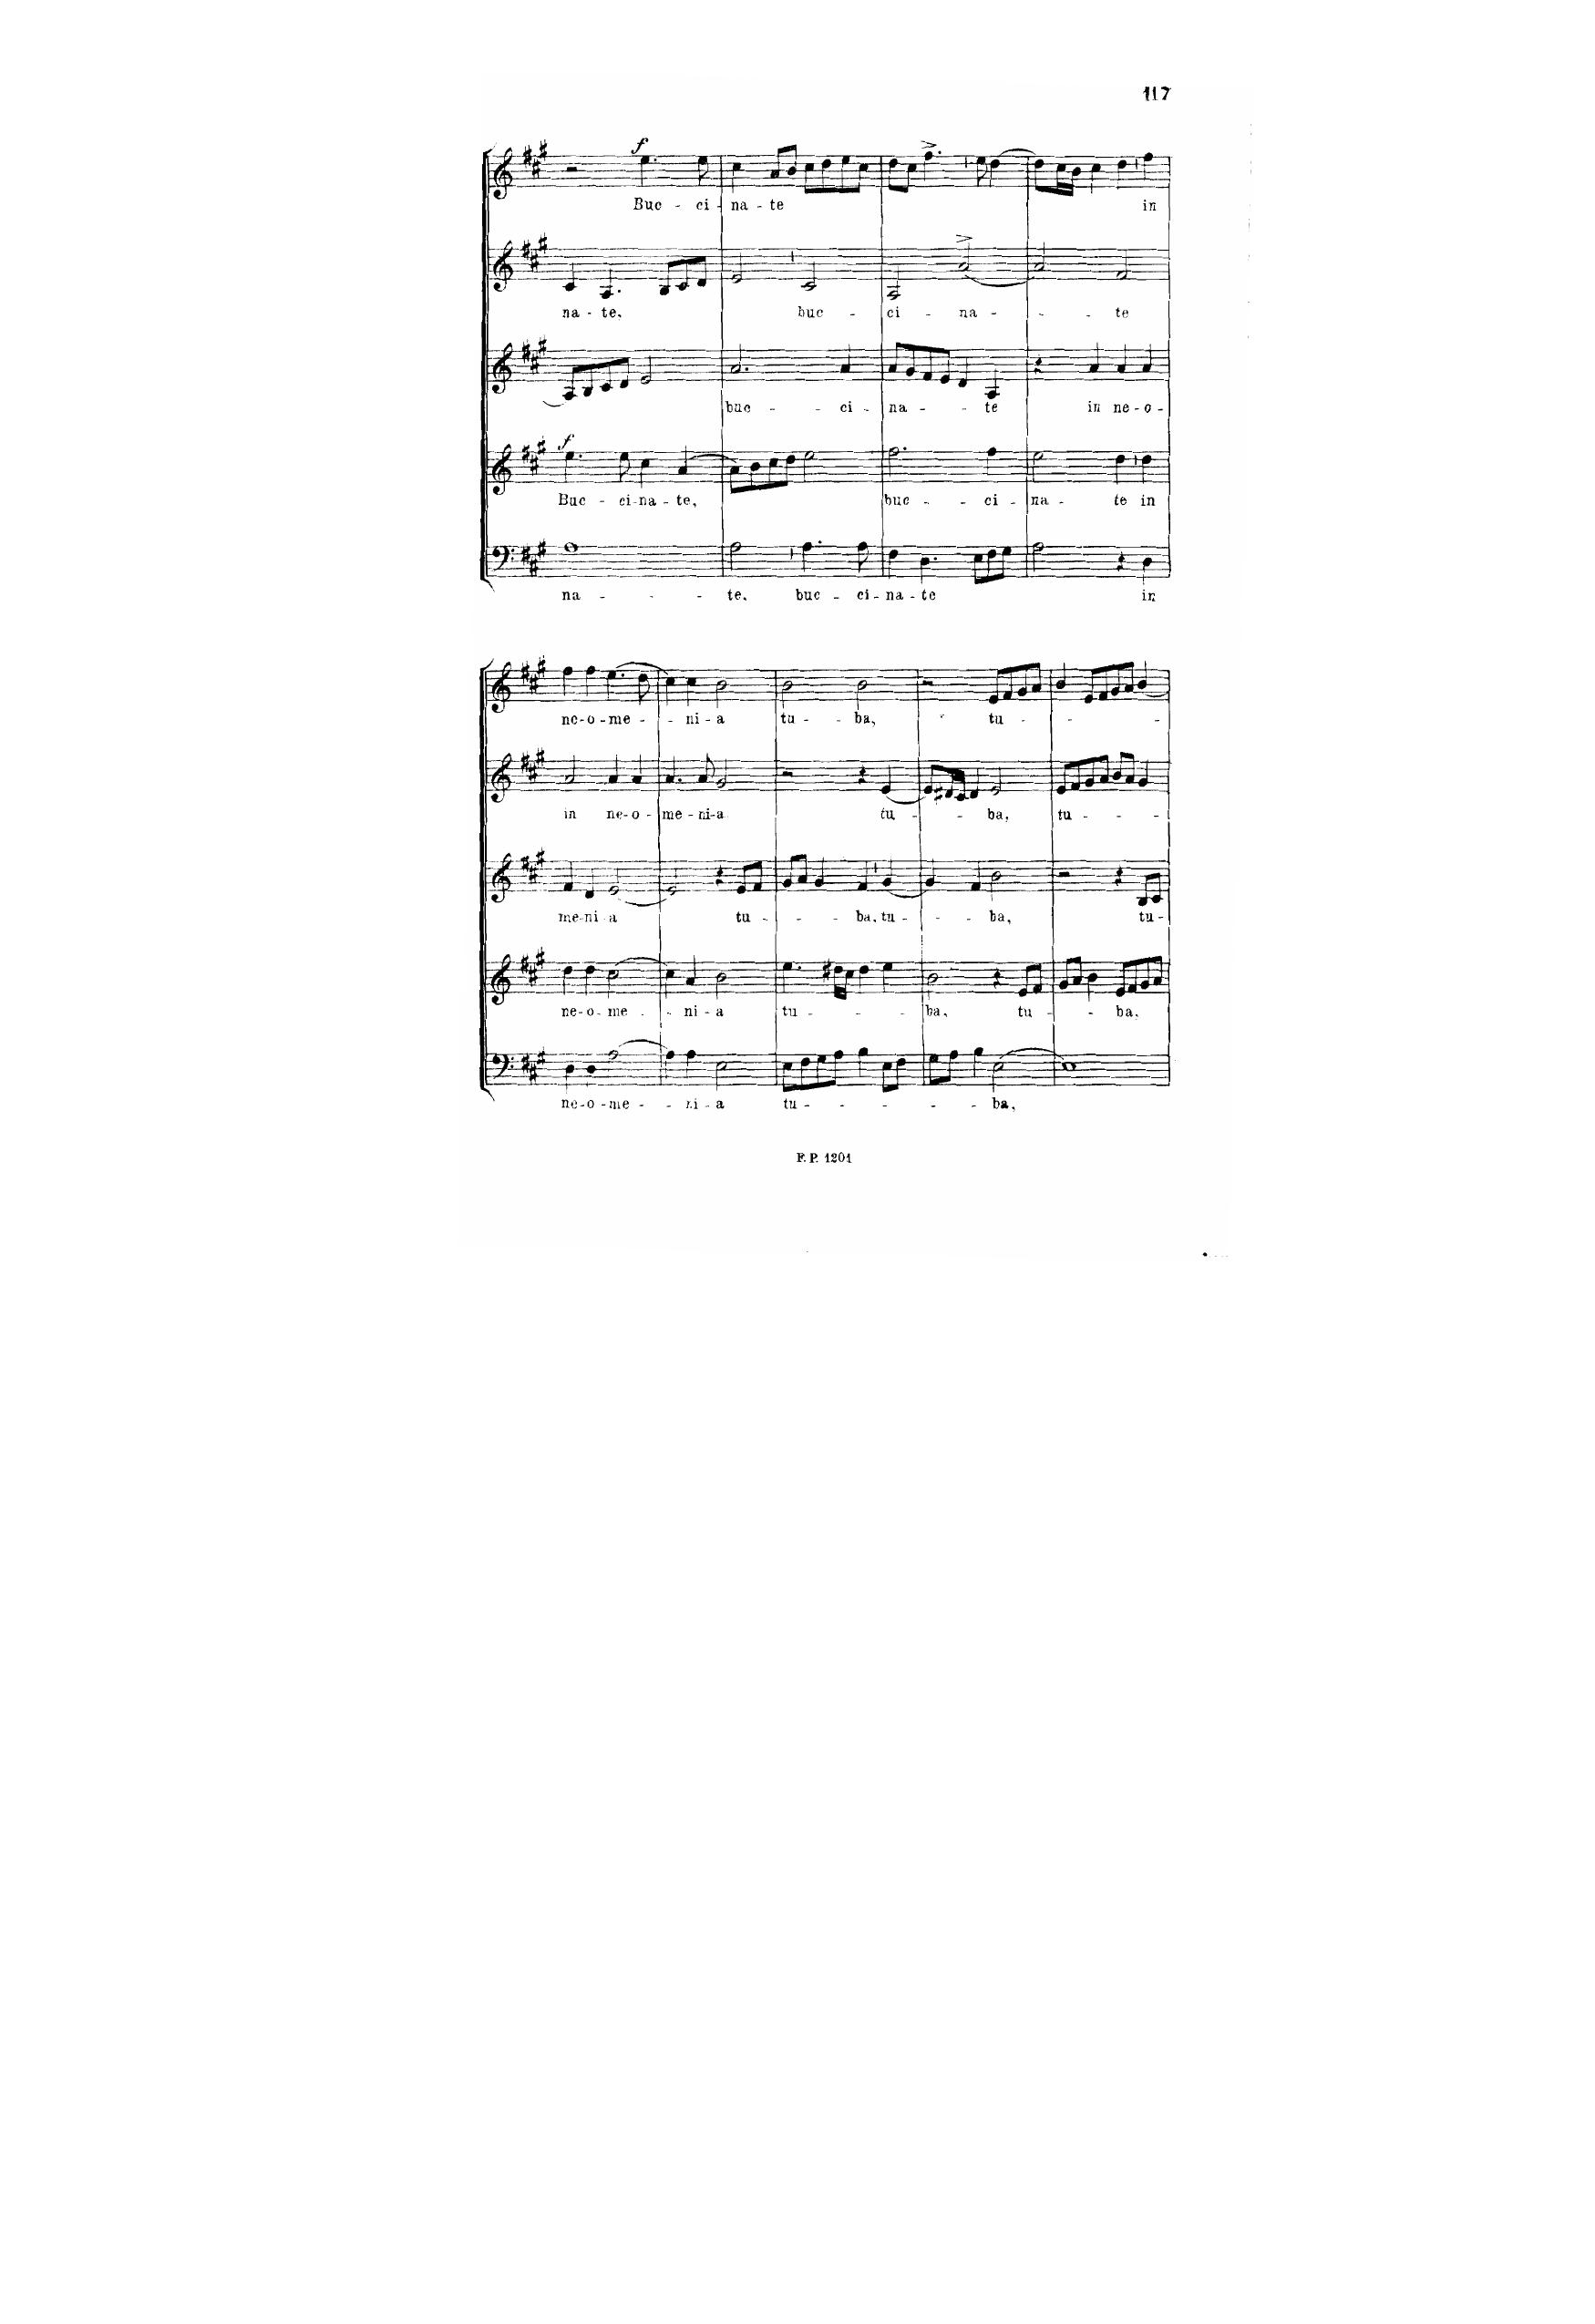 117
f
Buc - ci - na - te in
na - te, buc - ci - na - - - te
buc - - ci - na - - te in ne - o -
f
Buc - ci - na - te, buc - - ci - na - te in
na - - - te, buc - ci - na - te in
ne - o - me - - ni - a tu - - ba, tu - - - -
in ne - o - me - ni - a tu - - ba, tu - - -
me - ni a tu - - - ba, tu - - - ba, tu -
ne - o - me - - ni - a tu - - - - ba, tu - - ba,
ne - o - me - - ni - a tu - - - - - ba,
F. P. 1201